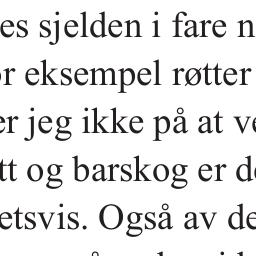 es sjelden i fare n
r eksempel røtter
er jeg ikke på at ve
tt og barskog er de
etsvis. Også av de